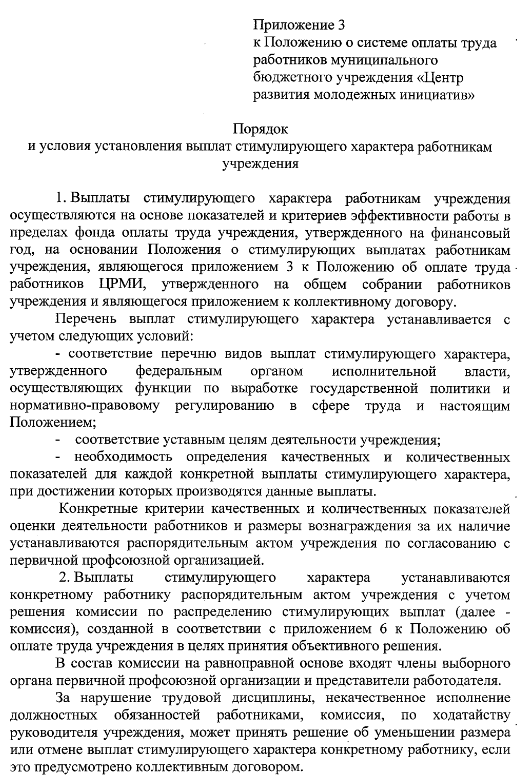 Приложение 3
к Положению о системе оплаты труда
работников муниципального
бюджетного учреждения «Центр
развития молодежных инициатив»
Порядок
и условия установления выплат стимулирующего характера работникам
учреждения
1. Выплаты стимулирующего характера работникам учреждения
осуществляются на основе показателей и критериев эффективности работы в
пределах фонда оплаты труда учреждения, утвержденного на финансовый
год, на основании Положения о стимулирующих выплатах работникам
учреждения, являющегося приложением 3 к Положению об оплате труда
работников ЦРМИ, утвержденного на общем собрании работников
учреждения и являющегося приложением к коллективному договору.
Перечень выплат стимулирующего характера устанавливается с
учетом следующих условий:
- соответствие перечню видов выплат стимулирующего характера,
утвержденного федеральным органом исполнительной власти,
осуществляющих функции по выработке государственной политики и
нормативно-правовому регулированию в сфере труда и настоящим
Положением;
- соответствие уставным целям деятельности учреждения;
- необходимость определения качественных и количественных
показателей для каждой конкретной выплаты стимулирующего характера,
при достижении которых производятся данные выплаты.
Конкретные критерии качественных и количественных показателей
оценки деятельности работников и размеры вознаграждения за их наличие
устанавливаются распорядительным актом учреждения по согласованию с
первичной профсоюзной организацией.
2. Выплаты стимулирующего характера устанавливаются
конкретному работнику распорядительным актом учреждения с учетом
решения комиссии по распределению стимулирующих выплат (далее -
комиссия), созданной в соответствии с приложением 6 к Положению об
оплате труда учреждения в целях принятия объективного решения.
В состав комиссии на равноправной основе входят члены выборного
органа первичной профсоюзной организации и представители работодателя.
За нарушение трудовой дисциплины, некачественное исполнение
должностных обязанностей работниками, комиссия, по ходатайству
руководителя учреждения, может принять решение об уменьшении размера
или отмене выплат стимулирующего характера конкретному работнику, если
это предусмотрено коллективным договором.